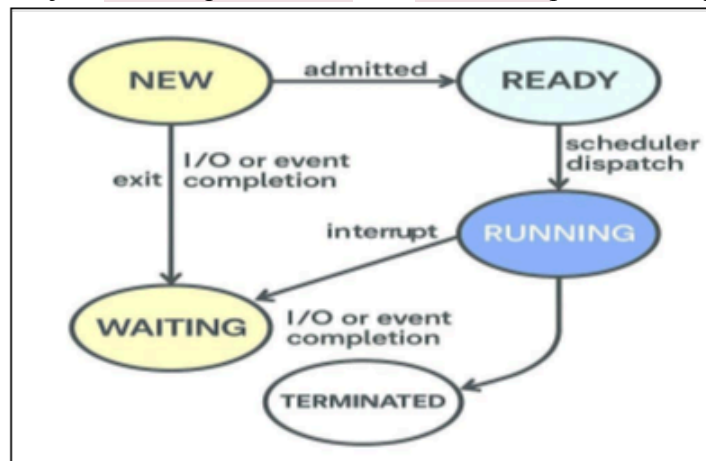 NEW
admitted
READY
exit
I/O or event
completion
scheduler
dispatch
interrupt
RUNNING
WAITING
I/O or event
completion
TERMINATED